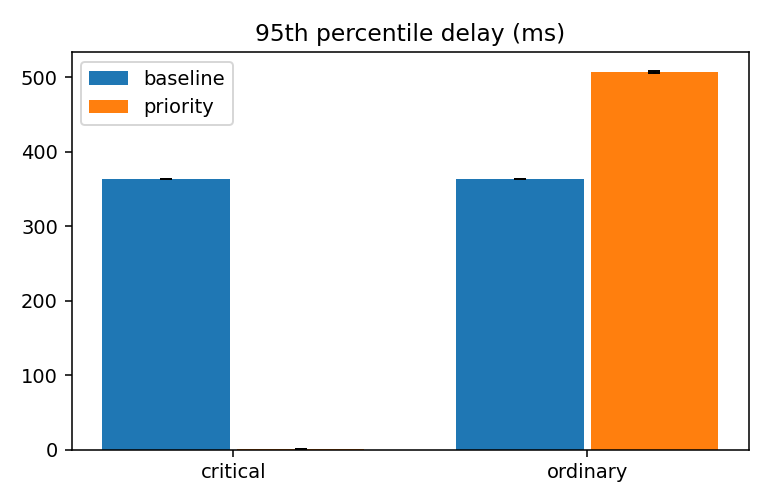 95th percentile delay (ms)
baseline
priority
500
400
300
200
100
0
critical
ordinary